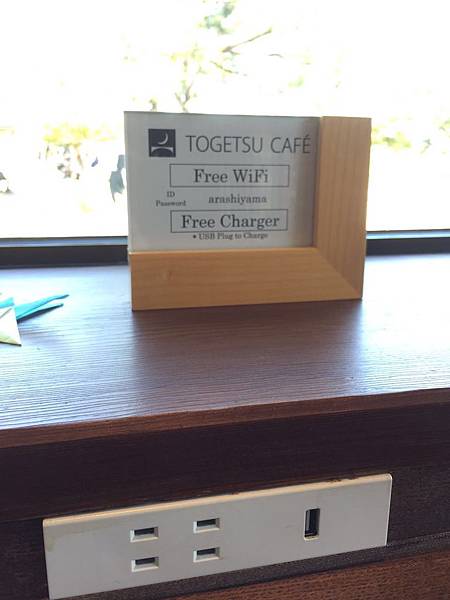 TOGETSU CAFÉ
Free WiFi
ID
Password arashiyama
Free Charger
• USB Plug to Charge